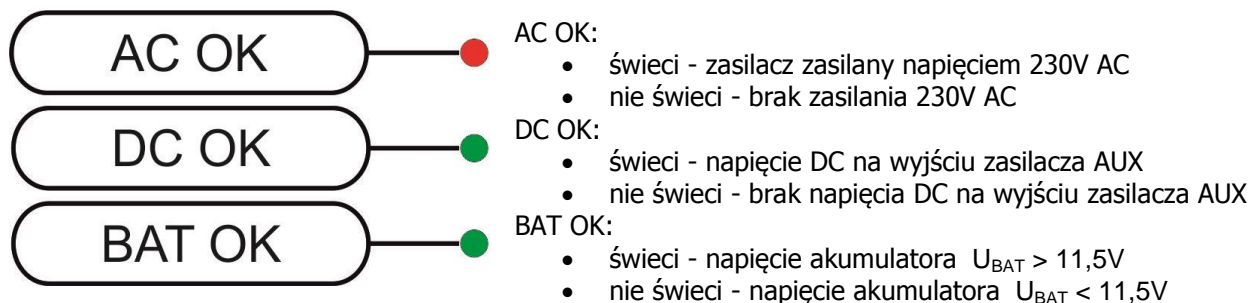 AC OK
AC OK:
• świeci - zasilacz zasilany napięciem 230V AC
• nie świeci - brak zasilania 230V AC
DC OK
DC OK:
• świeci - napięcie DC na wyjściu zasilacza AUX
• nie świeci - brak napięcia DC na wyjściu zasilacza AUX
BAT OK
BAT OK:
• świeci - napięcie akumulatora UBAT > 11,5V
• nie świeci - napięcie akumulatora UBAT < 11,5V